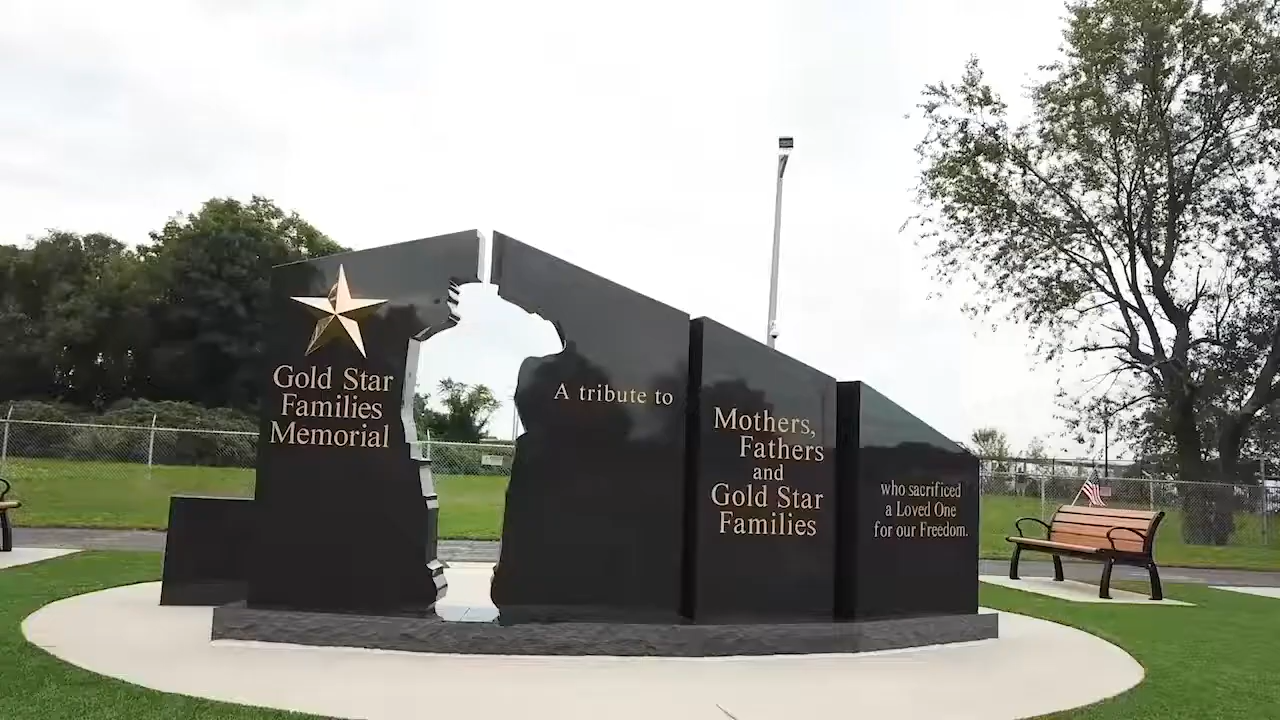 Gold Star
Families
Memorial
A tribute to
Mothers,
Fathers
and
Gold Star
Families
who sacrificed
a Loved One
for our Freedom.